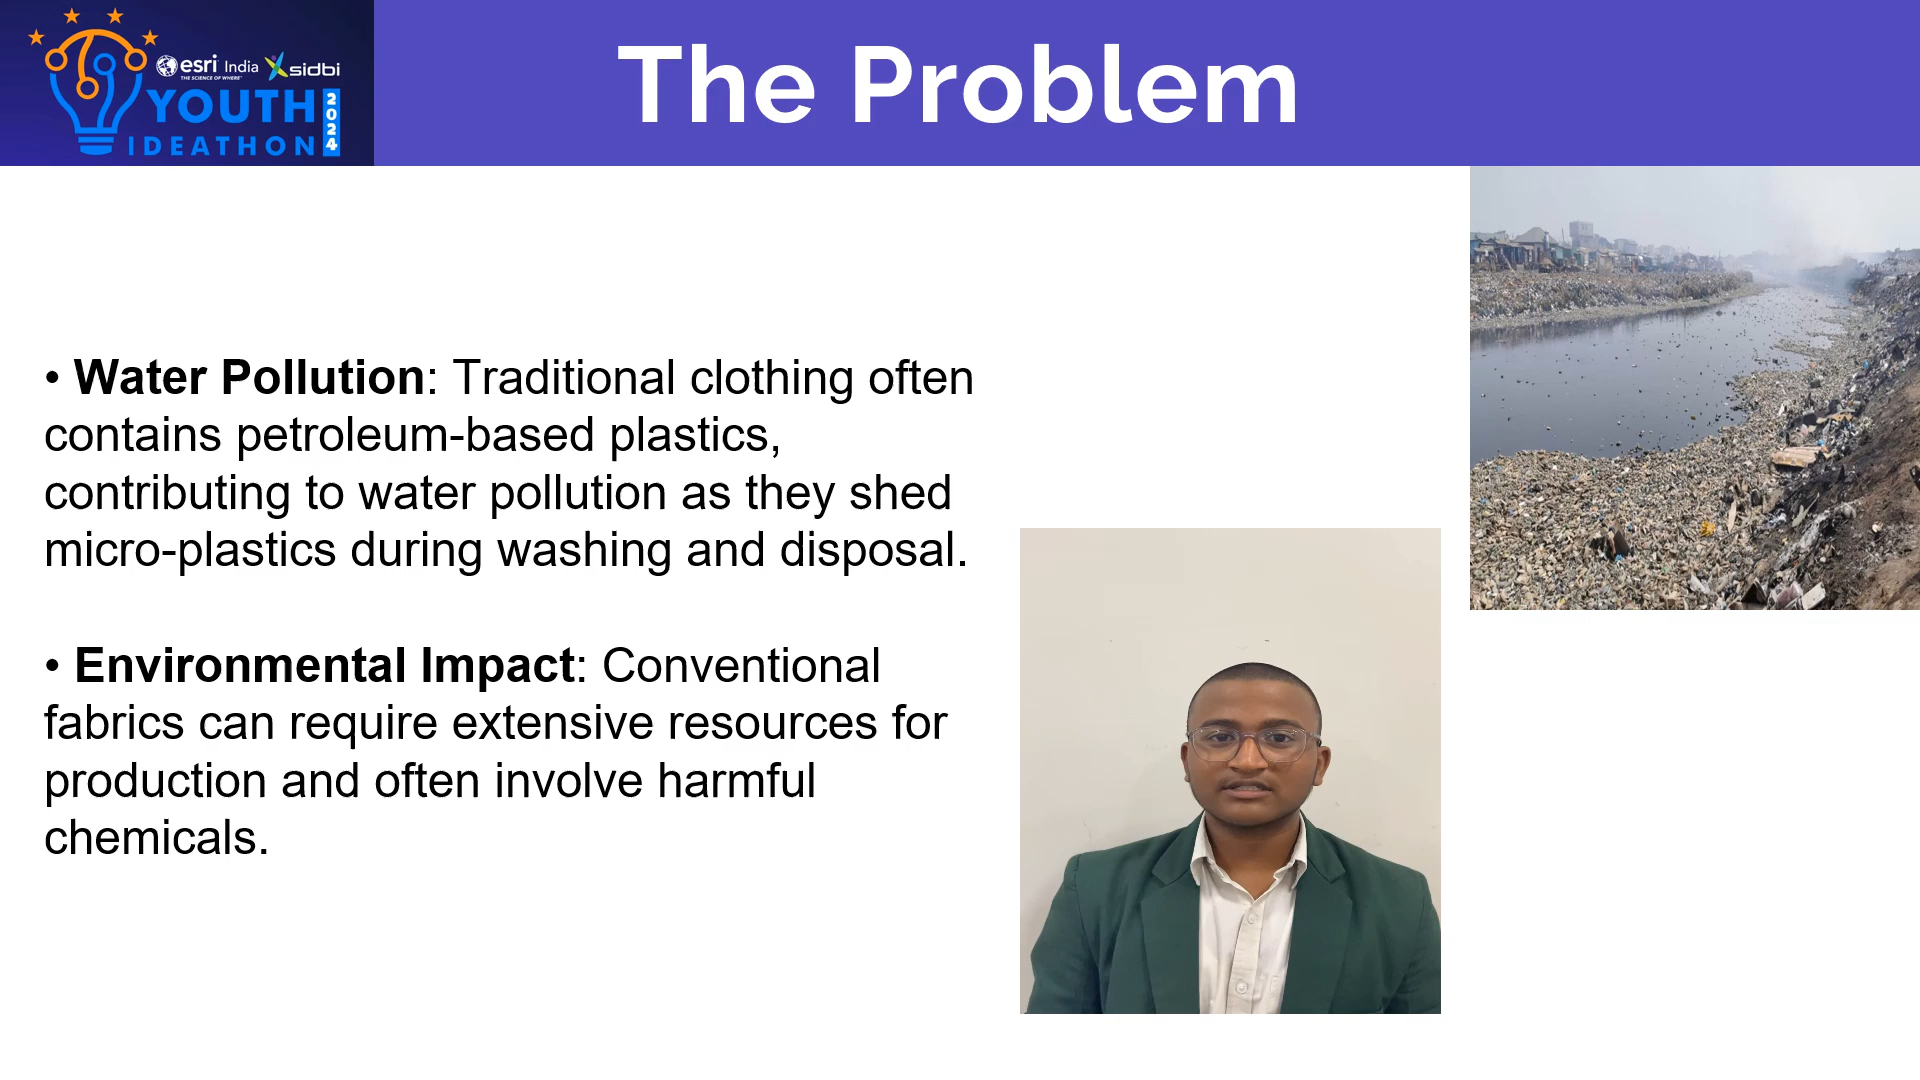 esri India sidbi
THE SCIENCE OF WHERE
YOUTH
IDEATHON
2024
The Problem
• Water Pollution: Traditional clothing often
contains petroleum-based plastics,
contributing to water pollution as they shed
micro-plastics during washing and disposal.
• Environmental Impact: Conventional
fabrics can require extensive resources for
production and often involve harmful
chemicals.